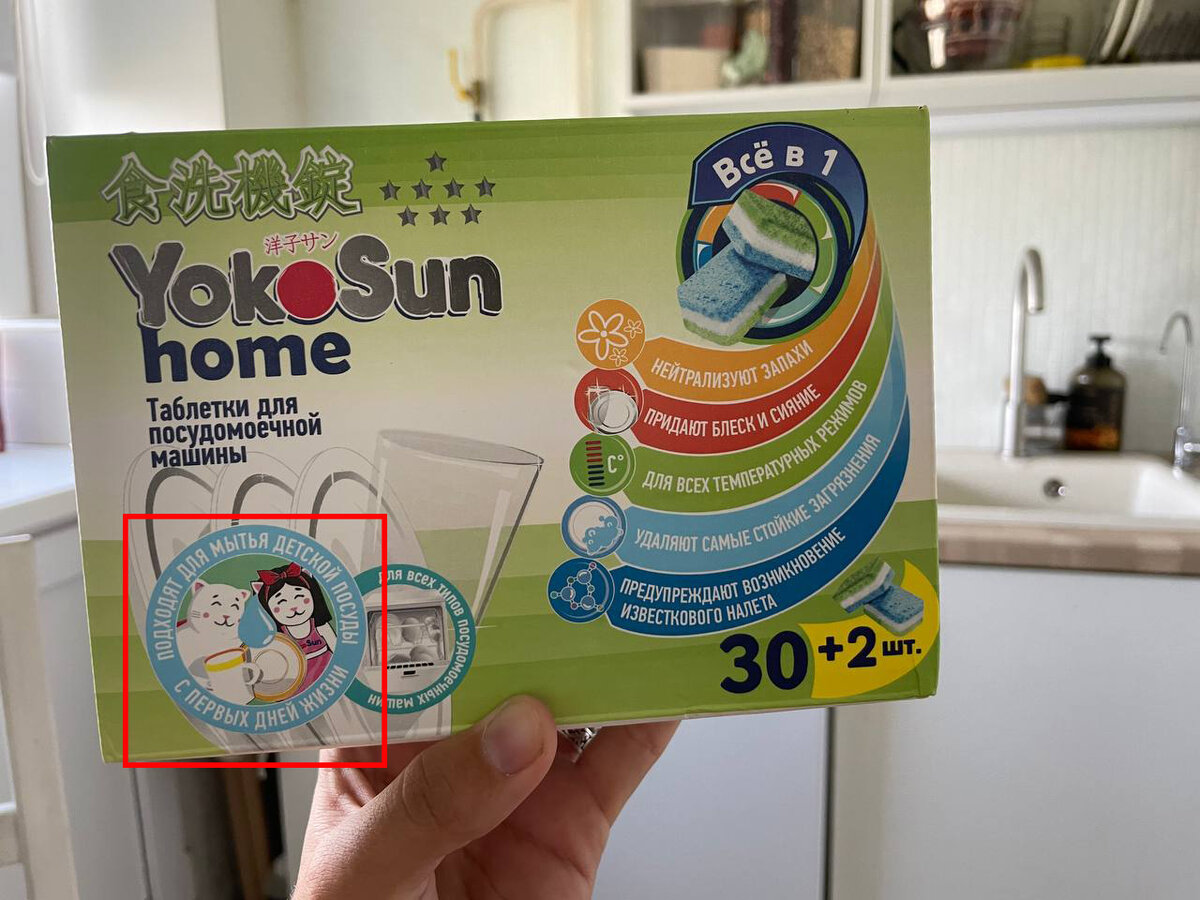 食洗機錠
洋子サン
YokoSun
home
Таблетки для
посудомоечной
машины
Всё в 1
НЕЙТРАЛИЗУЮТ ЗАПАХИ
ПРИДАЮТ БЛЕСК И СИЯНИЕ
C°
ДЛЯ ВСЕХ ТЕМПЕРАТУРНЫХ РЕЖИМОВ
УДАЛЯЮТ САМЫЕ СТОЙКИЕ ЗАГРЯЗНЕНИЯ
ПРЕДУПРЕЖДАЮТ ВОЗНИКНОВЕНИЕ
ИЗВЕСТКОВОГО НАЛЕТА
30 +2 шт.
ПОДХОДЯТ ДЛЯ МЫТЬЯ ДЕТСКОЙ ПОСУДЫ
С ПЕРВЫХ ДНЕЙ ЖИЗНИ
Sun
ДЛЯ ВСЕХ ТИПОВ ПОСУДОМОЕЧНЫХ МАШИН